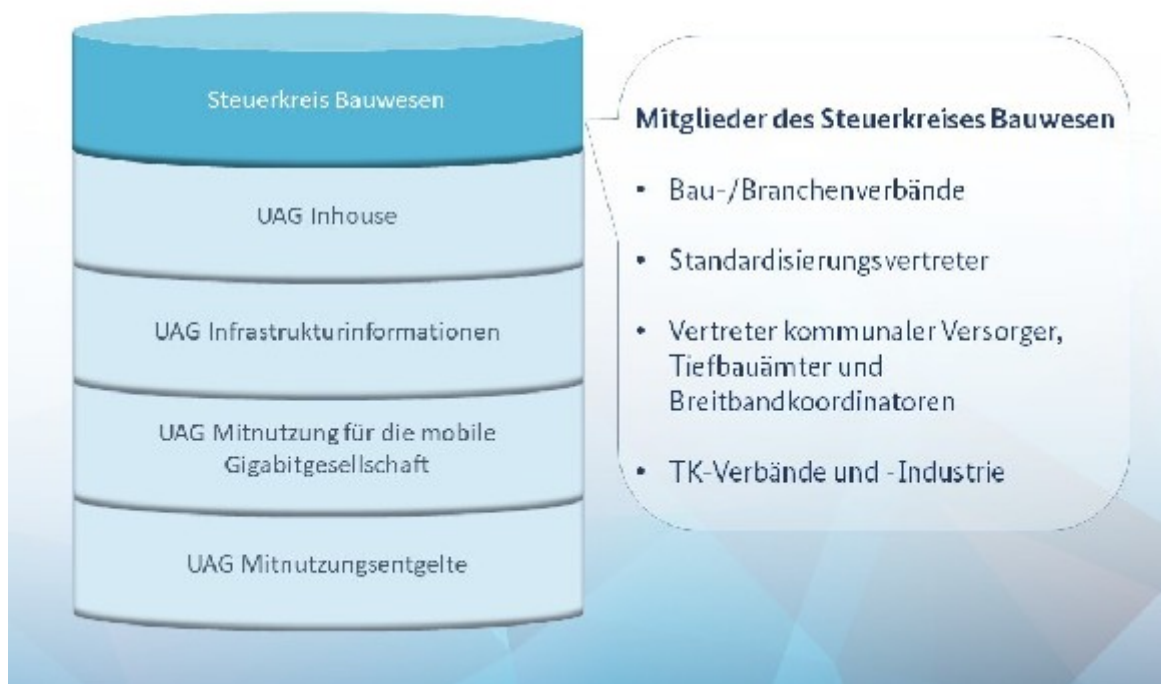 Steuerkreis Bauwesen
UAG Inhouse
UAG Infrastrukturinformationen
UAG Mitnutzung für die mobile
Gigabitgesellschaft
UAG Mitnutzungsentgelte
Mitglieder des Steuerkreises Bauwesen
• Bau-/Branchenverbände
• Standardisierungsvertreter
• Vertreter kommunaler Versorger,
Tiefbauämter und
Breitbandkoordinatoren
• TK-Verbände und -Industrie